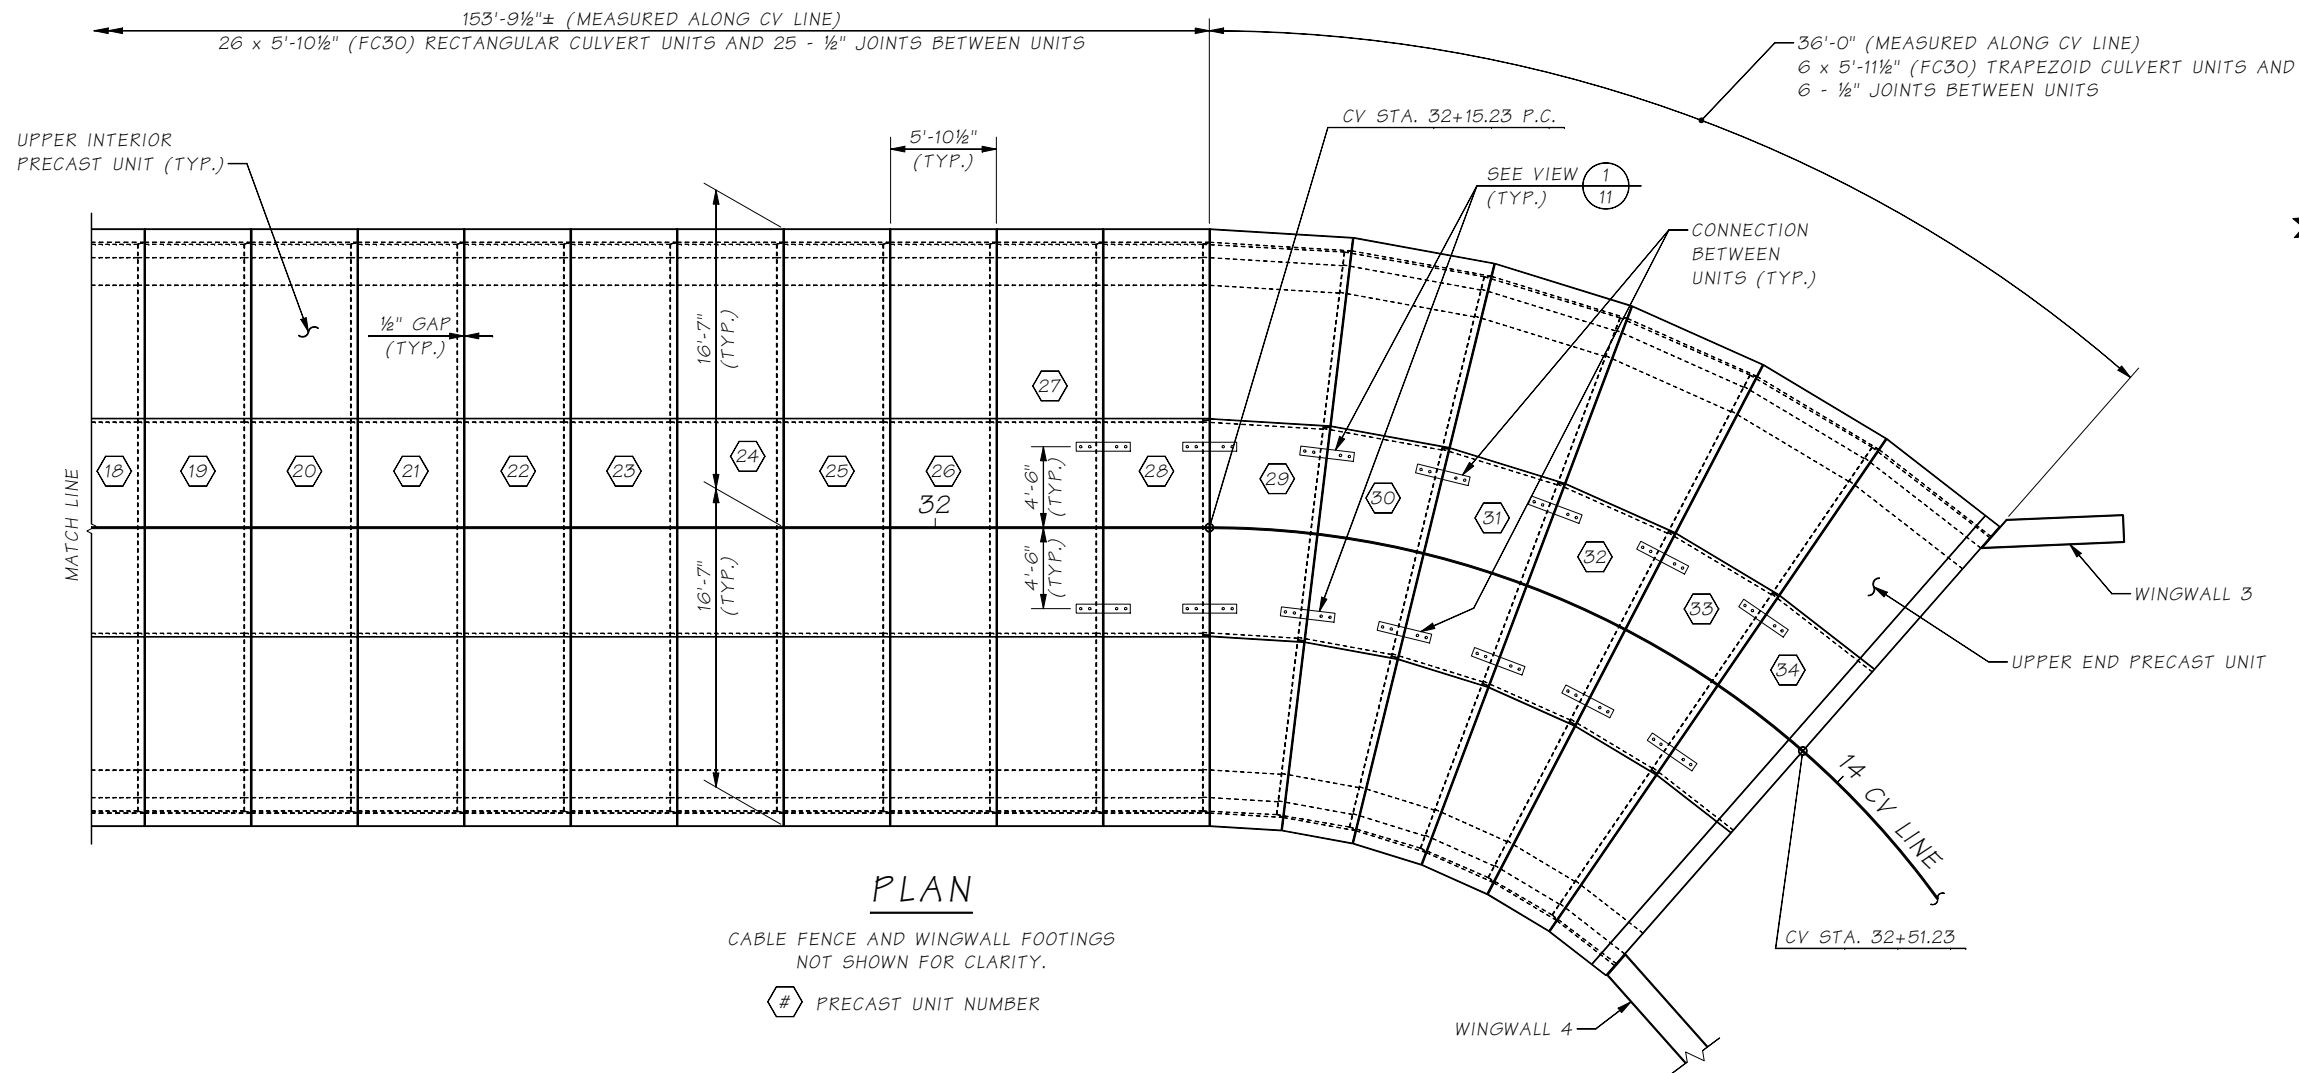 153'-9½"± (MEASURED ALONG CV LINE)
26 x 5'-10½" (FC30) RECTANGULAR CULVERT UNITS AND 25 - ½" JOINTS BETWEEN UNITS
36'-0" (MEASURED ALONG CV LINE)
6 x 5'-11½" (FC30) TRAPEZOID CULVERT UNITS AND
6 - ½" JOINTS BETWEEN UNITS
CV STA. 32+15.23 P.C.
UPPER INTERIOR
PRECAST UNIT (TYP.)
5'-10½"
(TYP.)
SEE VIEW 1
(TYP.) 11
CONNECTION
BETWEEN
UNITS (TYP.)
½" GAP
(TYP.)
16'-7"
(TYP.)
27
MATCH LINE
18
19
20
21
22
23
24
25
26
28
29
30
31
32
33
34
32
4'-6"
(TYP.)
4'-6"
(TYP.)
16'-7"
(TYP.)
WINGWALL 3
UPPER END PRECAST UNIT
14
CV LINE
CV STA. 32+51.23
WINGWALL 4
PLAN
CABLE FENCE AND WINGWALL FOOTINGS
NOT SHOWN FOR CLARITY.
# PRECAST UNIT NUMBER